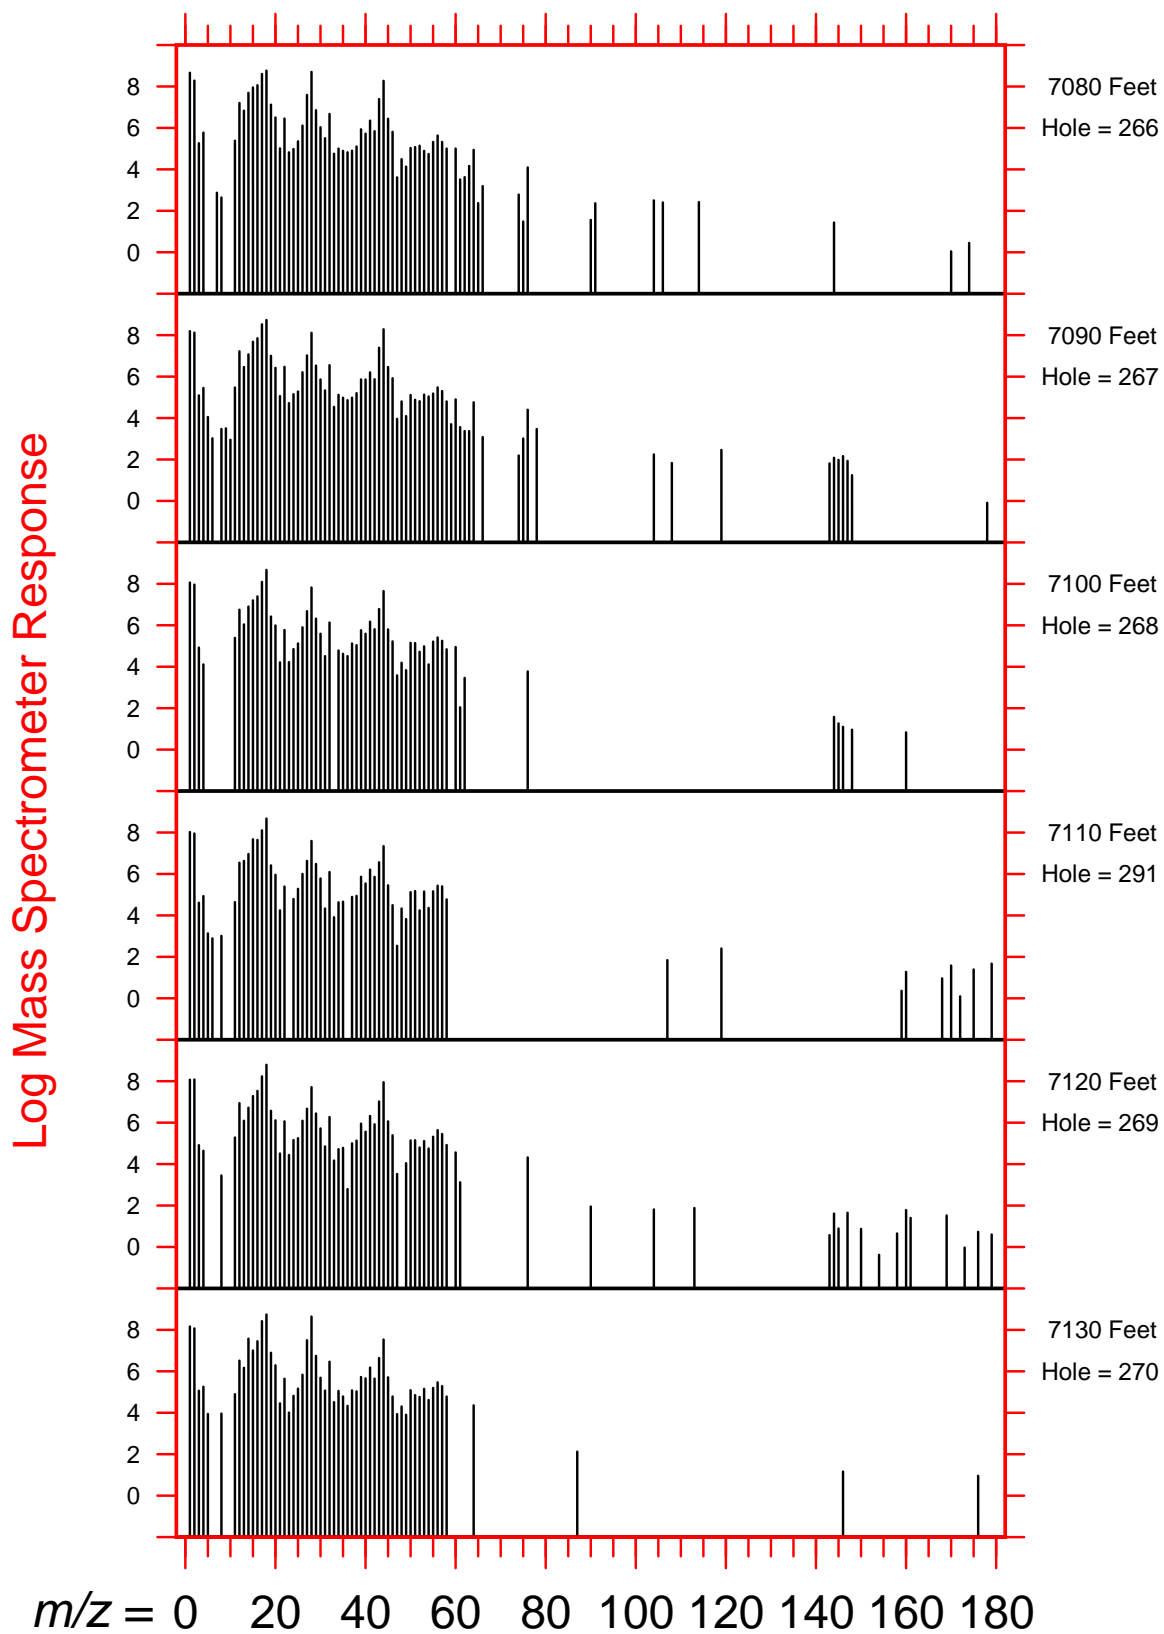 8
6
4
2
0
7080 Feet
Hole = 266
8
6
4
2
0
7090 Feet
Hole = 267
8
6
4
2
0
7100 Feet
Hole = 268
8
6
4
2
0
7110 Feet
Hole = 291
8
6
4
2
0
7120 Feet
Hole = 269
8
6
4
2
0
7130 Feet
Hole = 270
Log Mass Spectrometer Response
m/z = 0 20 40 60 80 100 120 140 160 180